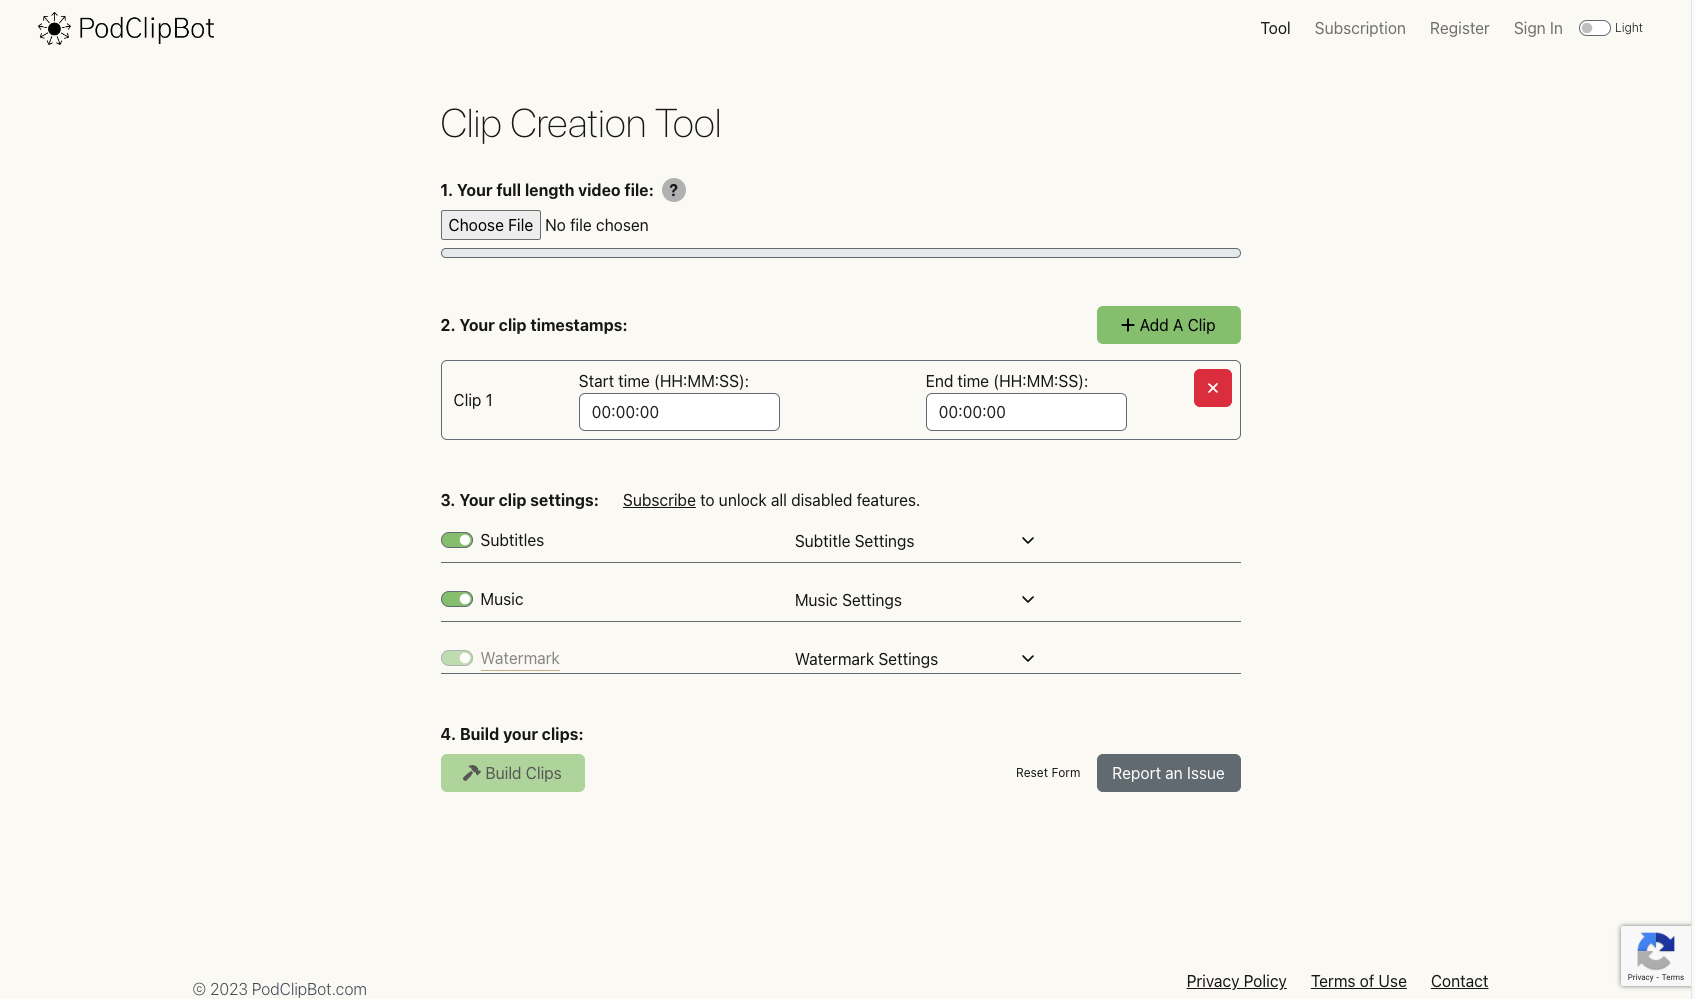 PodClipBot
Tool Subscription Register Sign In Light
Clip Creation Tool
1. Your full length video file: ?
Choose File No file chosen
2. Your clip timestamps:
Add A Clip
Clip 1
Start time (HH:MM:SS):
00:00:00
End time (HH:MM:SS):
00:00:00
3. Your clip settings: Subscribe to unlock all disabled features.
Subtitles Subtitle Settings
Music Music Settings
Watermark Watermark Settings
4. Build your clips:
Build Clips Reset Form Report an Issue
© 2023 PodClipBot.com
Privacy Policy Terms of Use Contact
Privacy - Terms